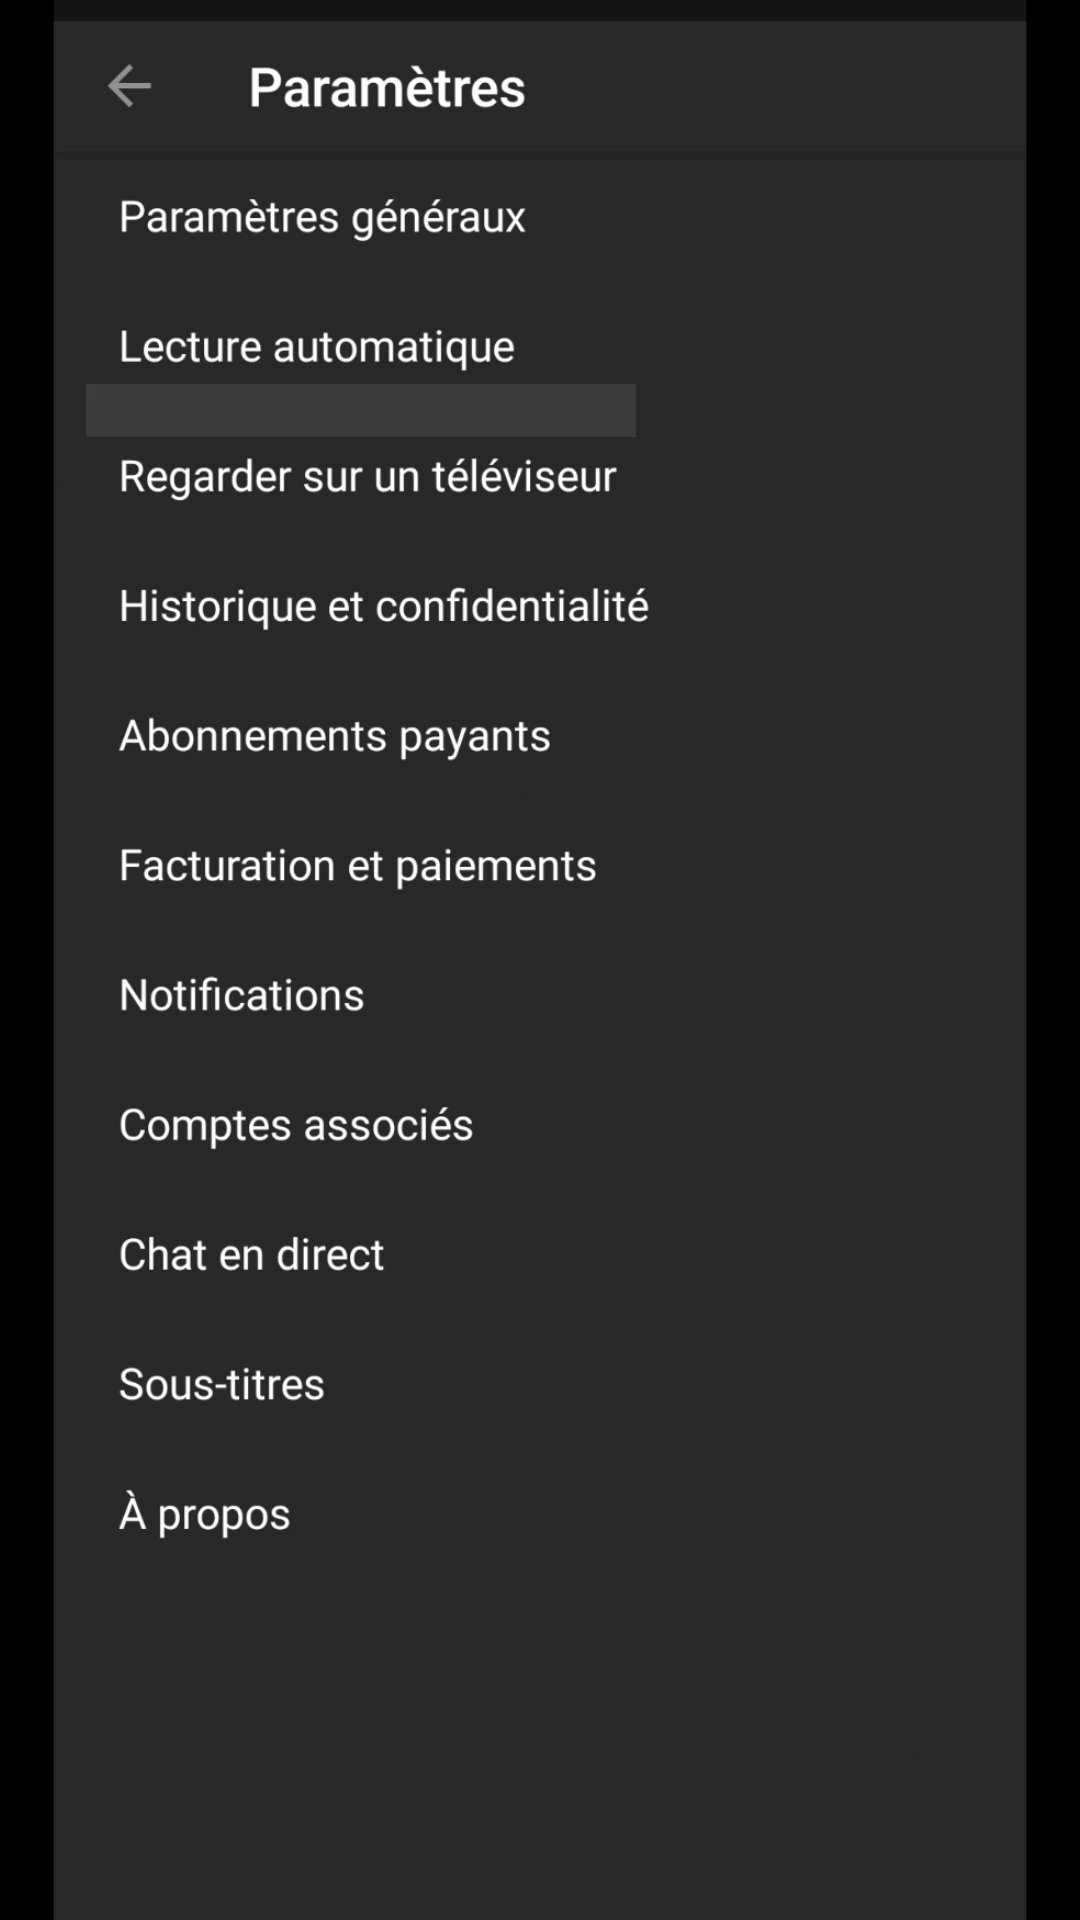 Paramètres
Paramètres généraux
Lecture automatique
Regarder sur un téléviseur
Historique et confidentialité
Abonnements payants
Facturation et paiements
Notifications
Comptes associés
Chat en direct
Sous-titres
À propos